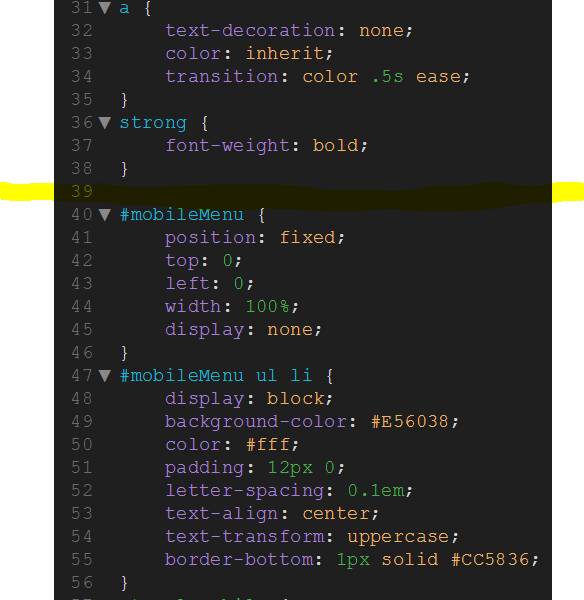 31 ▼ a {
32 text-decoration: none;
33 color: inherit;
34 transition: color .5s ease;
35 }
36 ▼ strong {
37 font-weight: bold;
38 }
39
40 ▼ #mobileMenu {
41 position: fixed;
42 top: 0;
43 left: 0;
44 width: 100%;
45 display: none;
46 }
47 ▼ #mobileMenu ul li {
48 display: block;
49 background-color: #E56038;
50 color: #fff;
51 padding: 12px 0;
52 letter-spacing: 0.1em;
53 text-align: center;
54 text-transform: uppercase;
55 border-bottom: 1px solid #CC5836;
56 }